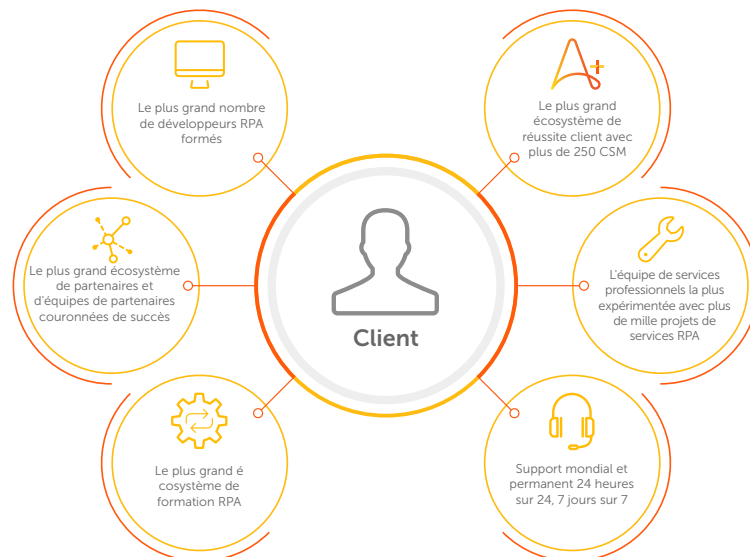 Le plus grand nombre
de développeurs RPA
formés
Le plus grand
écosystème de
réussite client avec
plus de 250 CSM
Le plus grand écosystème
de partenaires et
d'équipes de partenaires
couronnées de succès
Client
L'équipe de services
professionnels la plus
expérimentée avec plus
de mille projets de
services RPA
Le plus grand é
cosystème de
formation RPA
Support mondial et
permanent 24 heures
sur 24, 7 jours sur 7